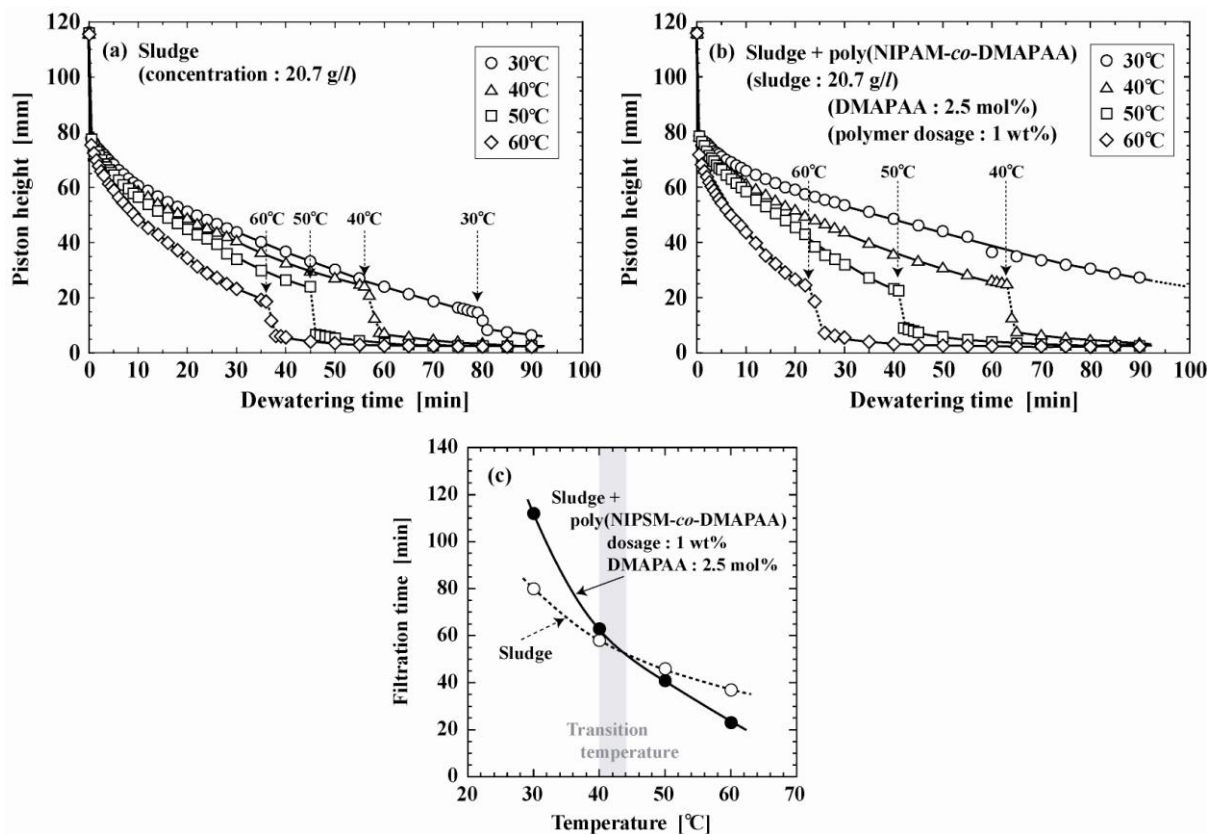 (a) Sludge
(concentration : 20.7 g/l)
30℃
40℃
50℃
60℃
60℃ 50℃ 40℃ 30℃
Piston height [mm]
120
100
80
60
40
20
0
0 10 20 30 40 50 60 70 80 90 100
Dewatering time [min]
(b) Sludge + poly(NIPAM-co-DMAPAA)
(sludge : 20.7 g/l)
(DMAPAA : 2.5 mol%)
(polymer dosage : 1 wt%)
30℃
40℃
50℃
60℃
60℃ 50℃ 40℃
Piston height [mm]
120
100
80
60
40
20
0
0 10 20 30 40 50 60 70 80 90 100
Dewatering time [min]
(c)
Sludge +
poly(NIPSM-co-DMAPAA)
dosage : 1 wt%
DMAPAA : 2.5 mol%
Sludge
Transition
temperature
Filtration time [min]
140
120
100
80
60
40
20
0
20 30 40 50 60 70
Temperature [℃]